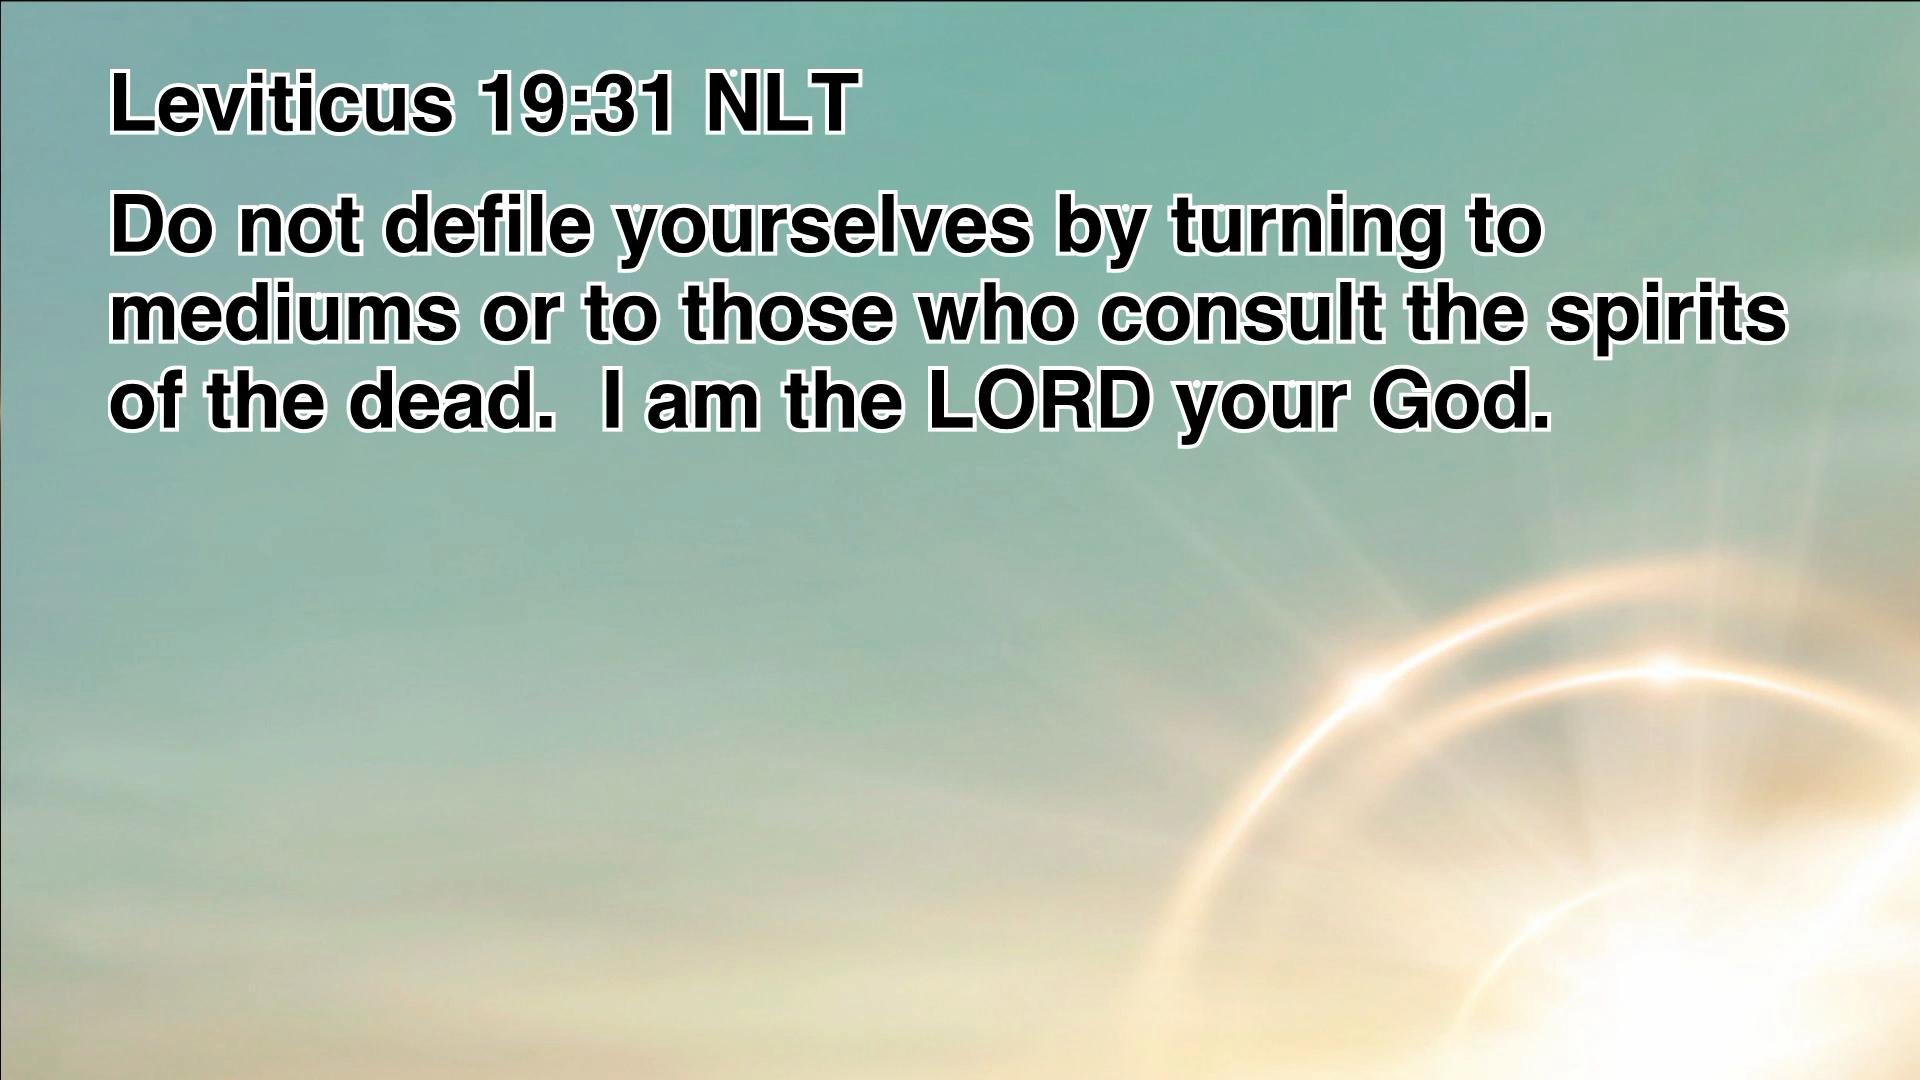 Leviticus 19:31 NLT
Do not defile yourselves by turning to
mediums or to those who consult the spirits
of the dead.  I am the LORD your God.